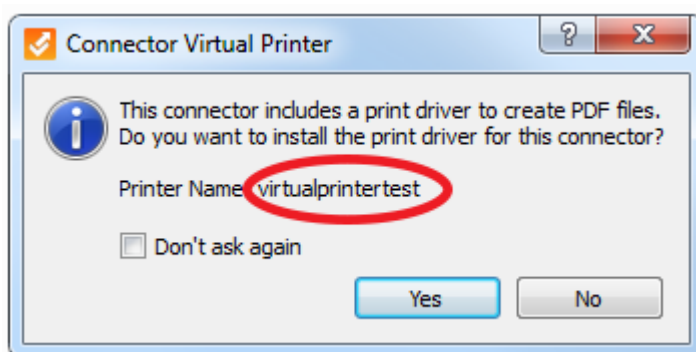 Connector Virtual Printer
?
X
This connector includes a print driver to create PDF files.
Do you want to install the print driver for this connector?
Printer Name: virtualprintertest
Don't ask again
Yes
No